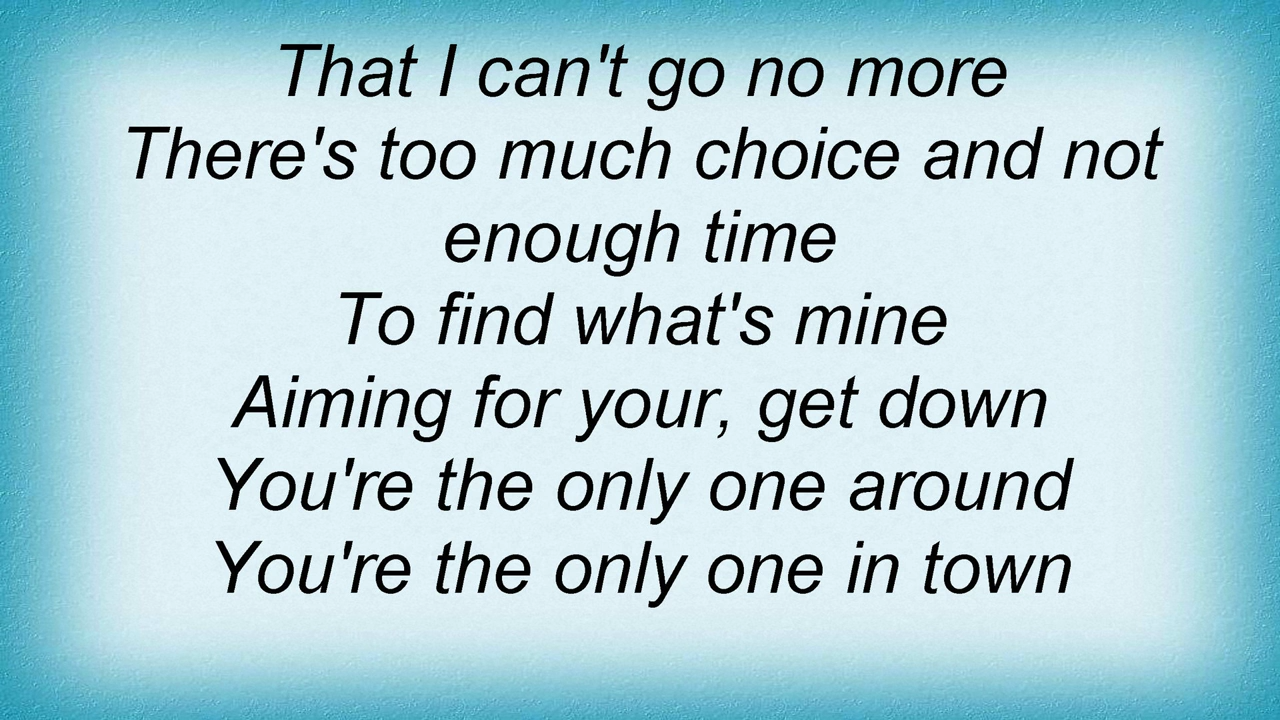 That I can't go no more
There's too much choice and not
enough time
To find what's mine
Aiming for your, get down
You're the only one around
You're the only one in town